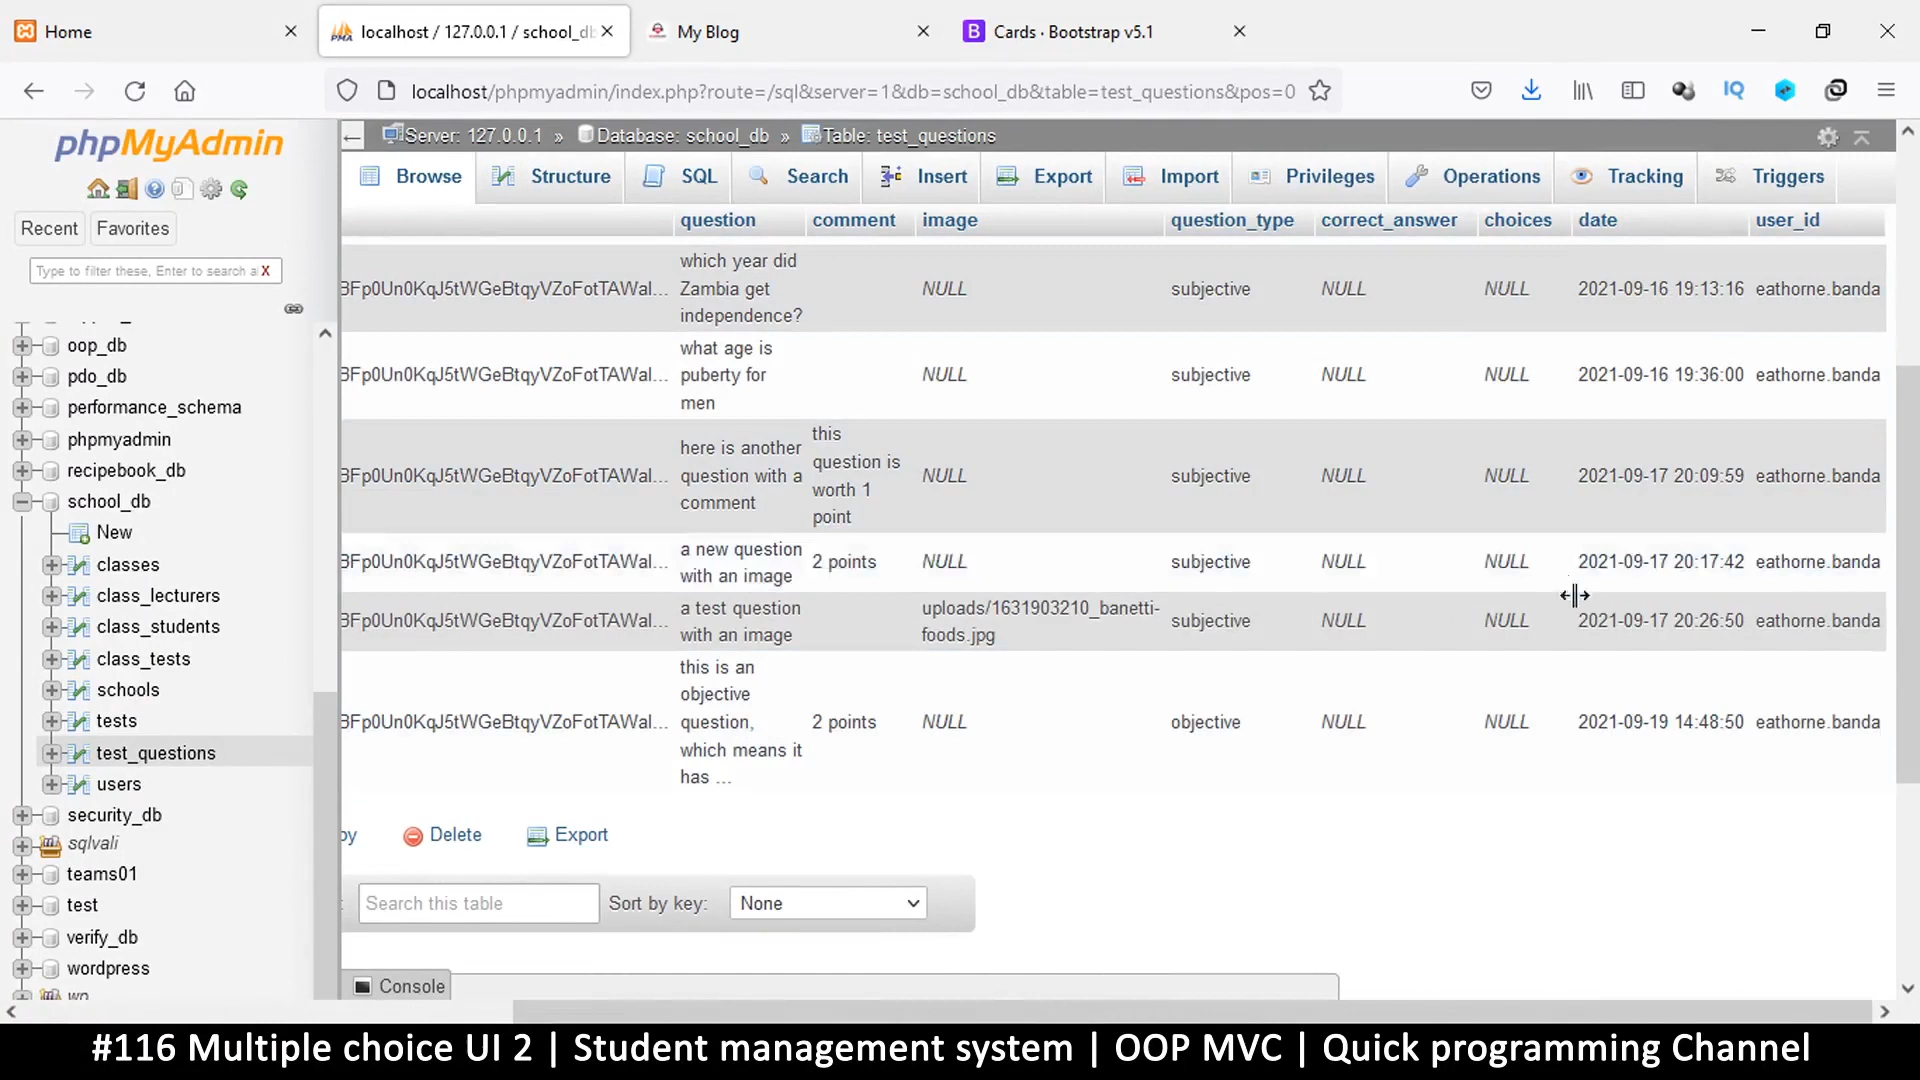 Home
localhost / 127.0.0.1 / school_db
My Blog
B Cards · Bootstrap v5.1
localhost/phpmyadmin/index.php?route=/sql&server=1&db=school_db&table=test_questions&pos=0
IQ
phpMyAdmin
Recent Favorites
Type to filter these, Enter to search a X
oop_db
pdo_db
performance_schema
phpmyadmin
recipebook_db
school_db
New
classes
class_lecturers
class_students
class_tests
schools
tests
test_questions
users
security_db
sqlvali
teams01
test
verify_db
wordpress
wp
Server: 127.0.0.1 » Database: school_db » Table: test_questions
Browse Structure SQL Search Insert Export Import Privileges Operations Tracking Triggers
question comment image question_type correct_answer choices date user_id
which year did
BFp0Un0KqJ5tWGeBtqyVZoFotTAWal... Zambia get NULL subjective NULL NULL 2021-09-16 19:13:16 eathorne.banda
independence?
what age is
BFp0Un0KqJ5tWGeBtqyVZoFotTAWal... puberty for NULL subjective NULL NULL 2021-09-16 19:36:00 eathorne.banda
men
this
here is another question is
BFp0Un0KqJ5tWGeBtqyVZoFotTAWal... question with a worth 1 NULL subjective NULL NULL 2021-09-17 20:09:59 eathorne.banda
comment point
a new question
BFp0Un0KqJ5tWGeBtqyVZoFotTAWal... with an image 2 points NULL subjective NULL NULL 2021-09-17 20:17:42 eathorne.banda
a test question uploads/1631903210_banetti-
BFp0Un0KqJ5tWGeBtqyVZoFotTAWal... with an image foods.jpg subjective NULL NULL 2021-09-17 20:26:50 eathorne.banda
this is an
objective
BFp0Un0KqJ5tWGeBtqyVZoFotTAWal... question, 2 points NULL objective NULL NULL 2021-09-19 14:48:50 eathorne.banda
which means it
has ...
py Delete Export
: Search this table Sort by key: None
Console
#116 Multiple choice UI 2 | Student management system | OOP MVC | Quick programming Channel